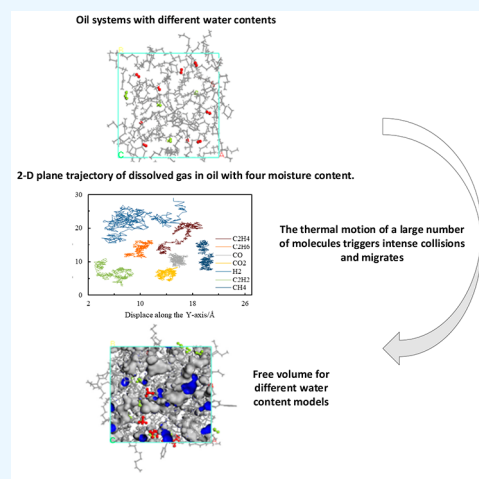 Oil systems with different water contents
C
2-D plane trajectory of dissolved gas in oil with four moisture content.
30
20
10
0
2
10
18
26
C2H4
C2H6
CO
CO2
H2
C2H2
CH4
Displace along the Y-axis/Å
The thermal motion of a large number
of molecules triggers intense collisions
and migrates
Free volume for
different water
content models